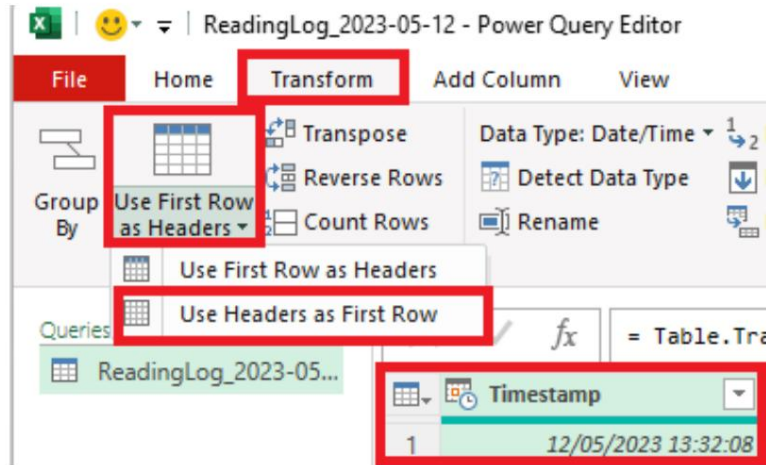 ReadingLog_2023-05-12 - Power Query Editor
File Home Transform Add Column View
Group By
Use First Row as Headers
Transpose
Reverse Rows
Count Rows
Data Type: Date/Time
Detect Data Type
Rename
1 2
Use First Row as Headers
Use Headers as First Row
Queries
fx = Table.Tra
ReadingLog_2023-05...
Timestamp
1 12/05/2023 13:32:08